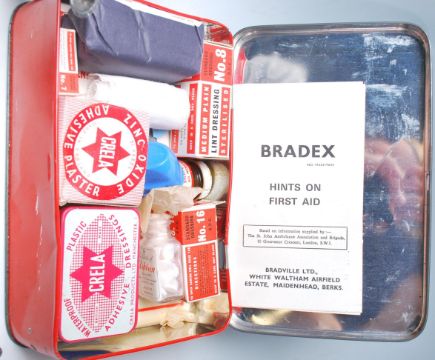 No. 7
No. 8
MEDIUM PLAIN
LINT DRESSING
STERILISED
ZINC OXIDE
CRELA
ADHESIVE PLASTER
No. 16
PLASTIC
CRELA
WATERPROOF
ADHESIVE DRESSINGS
BRADEX
HINTS ON
FIRST AID
Based on information supplied by:—
The St. John Ambulance Association and Brigade,
10 Grosvenor Crescent, London, S.W.1.
BRADVILLE LTD.,
WHITE WALTHAM AIRFIELD
ESTATE, MAIDENHEAD, BERKS.